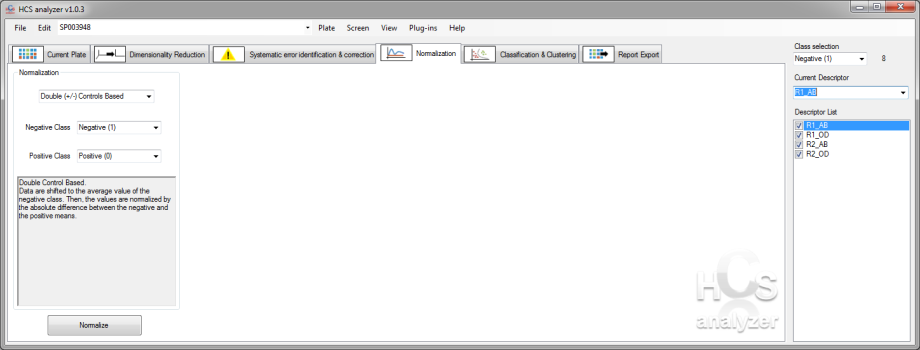 HCS analyzer v1.0.3
File Edit SP003948 Plate Screen View Plug-ins Help
Current Plate Dimensionality Reduction Systematic error identification & correction Normalization Classification & Clustering Report Export
Normalization
Double (+/-) Controls Based
Negative Class Negative (1)
Positive Class Positive (0)
Double Control Based.
Data are shifted to the average value of the
negative class. Then, the values are normalized by
the absolute difference between the negative and
the positive means.
Normalize
Class selection
Negative (1) 8
Current Descriptor
R1_AB
Descriptor List
R1_AB
R1_OD
R2_AB
R2_OD
HCS
analyzer